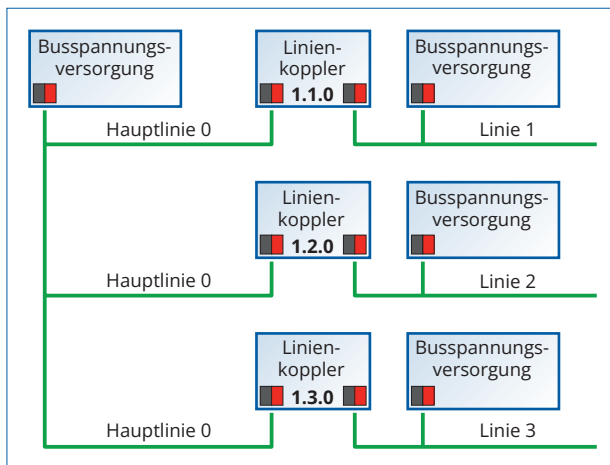 Busspannungs-
versorgung
Linien-
koppler
1.1.0
Busspannungs-
versorgung
Hauptlinie 0
Linie 1
Linien-
koppler
1.2.0
Busspannungs-
versorgung
Hauptlinie 0
Linie 2
Linien-
koppler
1.3.0
Busspannungs-
versorgung
Hauptlinie 0
Linie 3